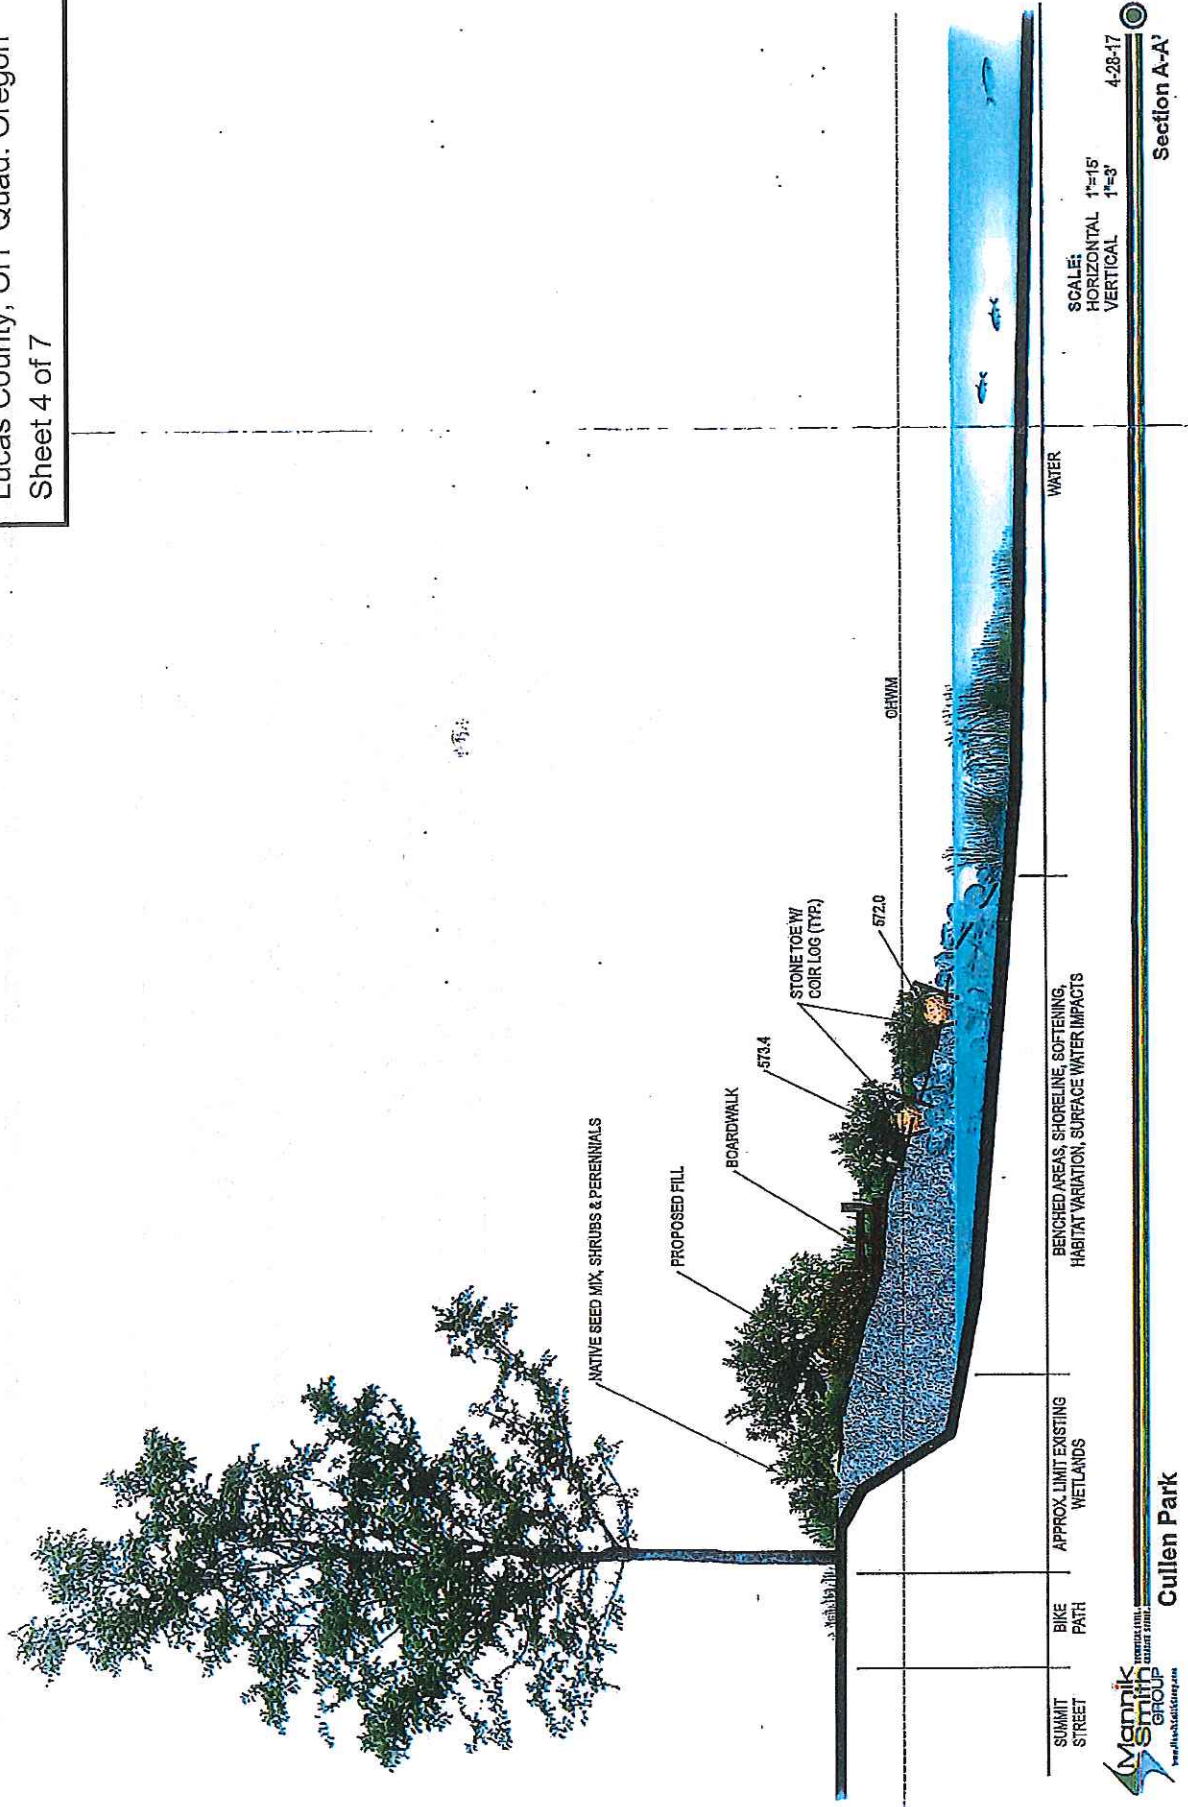 Lucas County, OH Quad: Oregon
Sheet 4 of 7
NATIVE SEED MIX, SHRUBS & PERENNIALS
PROPOSED FILL
BOARDWALK
573.4
STONE TOE W/
COIR LOG (TYP.)
572.0
OHWM
SUMMIT
STREET
BIKE
PATH
APPROX. LIMIT EXISTING
WETLANDS
BENCHED AREAS, SHORELINE, SOFTENING,
HABITAT VARIATION, SURFACE WATER IMPACTS
WATER
SCALE:
HORIZONTAL 1"=15'
VERTICAL 1"=3'
4-28-17
Mannik
Smith
GROUP
Cullen Park
Section A-A'